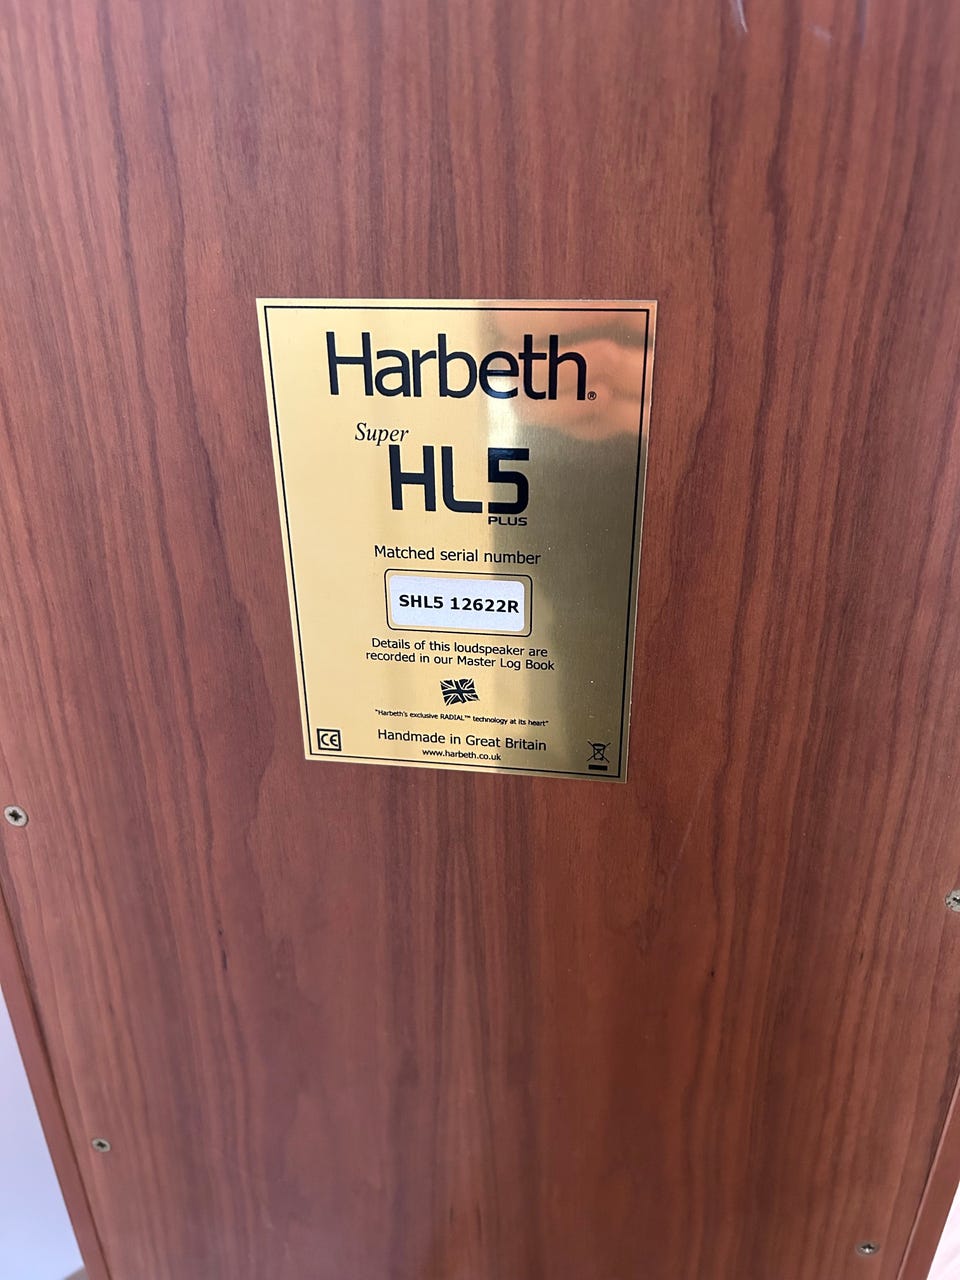 Harbeth®
Super
HL5
PLUS
Matched serial number
SHL5 12622R
Details of this loudspeaker are
recorded in our Master Log Book
"Harbeth's exclusive RADIAL™ technology at its heart"
Handmade in Great Britain
www.harbeth.co.uk
CE